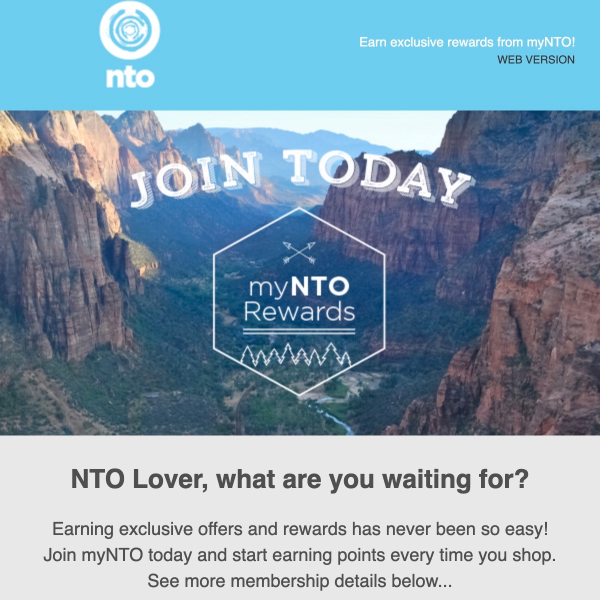 nto
Earn exclusive rewards from myNTO!
WEB VERSION
JOIN TODAY
myNTO
Rewards
NTO Lover, what are you waiting for?
Earning exclusive offers and rewards has never been so easy!
Join myNTO today and start earning points every time you shop.
See more membership details below...